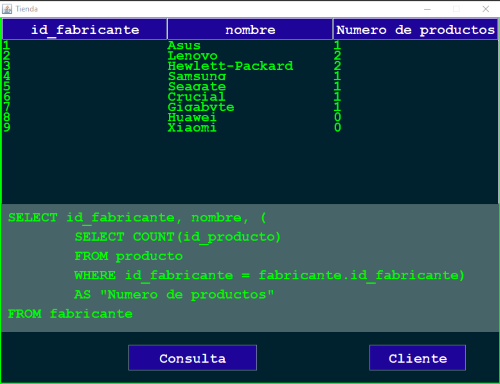 Tienda
id_fabricante nombre Numero de productos
1 Asus 1
2 Lenovo 2
3 Hewlett-Packard 2
4 Samsung 1
5 Seagate 1
6 Crucial 1
7 Gigabyte 1
8 Huawei 0
9 Xiaomi 0
SELECT id_fabricante, nombre, (
SELECT COUNT(id_producto)
FROM producto
WHERE id_fabricante = fabricante.id_fabricante)
AS "Numero de productos"
FROM fabricante
Consulta Cliente